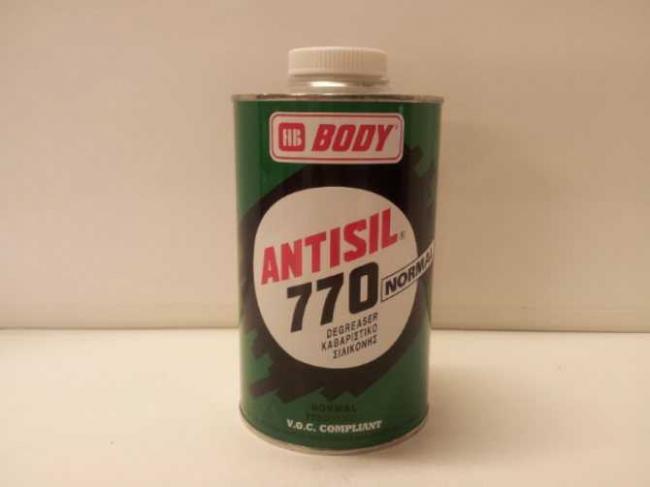 HB BODY®
ANTISIL®
770 NORMAL
DEGREASER
ΚΑΘΑΡΙΣΤΙΚΟ
ΣΙΛΙΚΟΝΗΣ
NORMAL
V.O.C. COMPLIANT